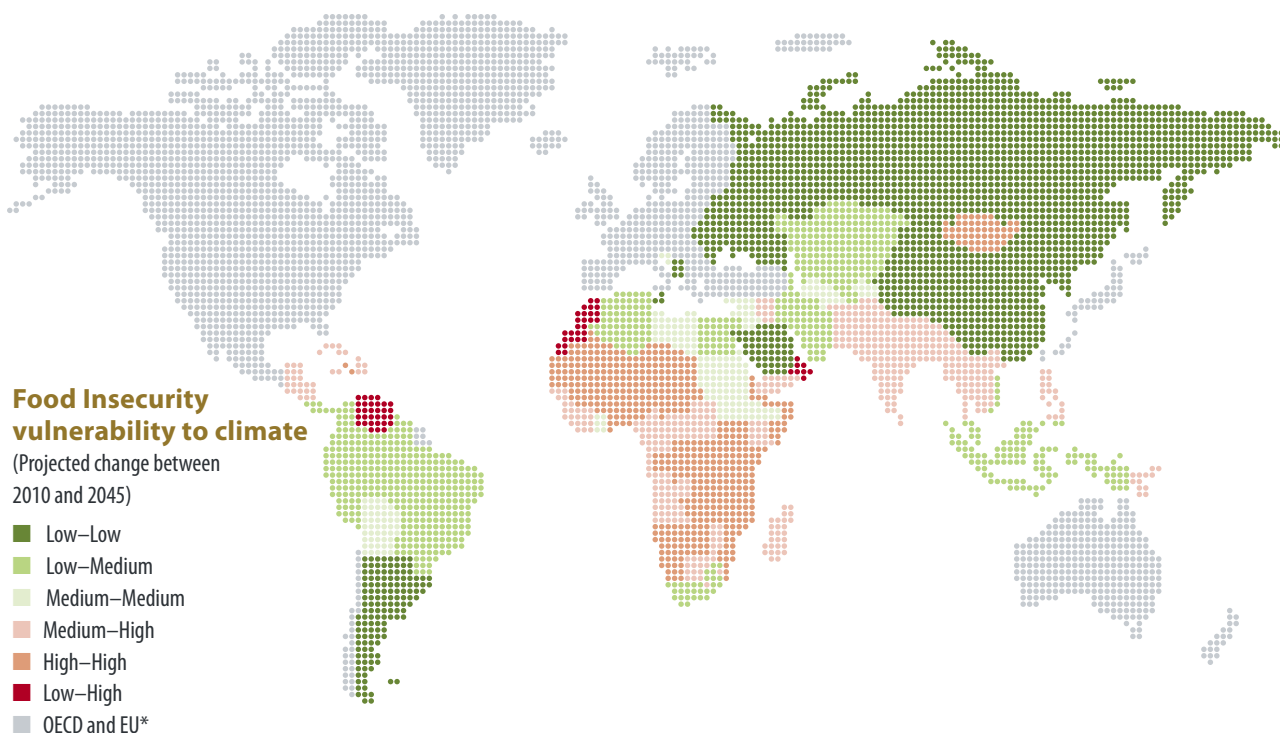 Food Insecurity
vulnerability to climate
(Projected change between
2010 and 2045)
Low–Low
Low–Medium
Medium–Medium
Medium–High
High–High
Low–High
OECD and EU*